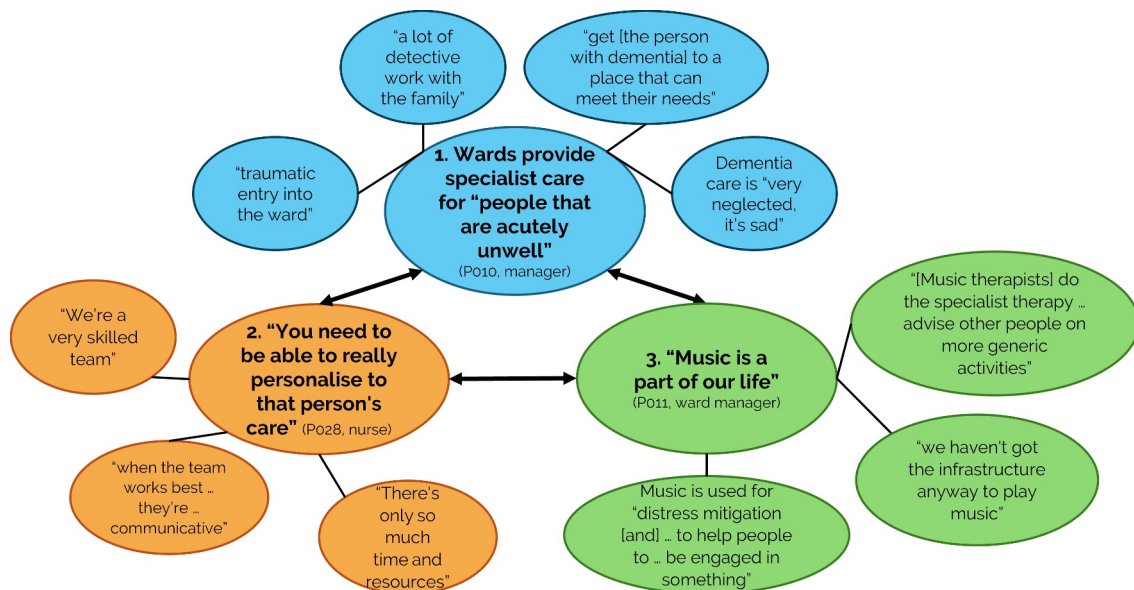 “a lot of
detective
work with
the family”
“get [the person
with dementia] to a
place that can
meet their needs”
“traumatic
entry into
the ward”
1. Wards provide
specialist care
for “people that
are acutely
unwell”
(P010, manager)
Dementia
care is “very
neglected,
it's sad”
“We're a
very skilled
team”
2. “You need to
be able to really
personalise to
that person's
care” (P028, nurse)
“when the team
works best …
they're …
communicative”
“There's
only so
much
time and
resources”
3. “Music is a
part of our life”
(P011, ward manager)
“[Music therapists] do
the specialist therapy …
advise other people on
more generic
activities”
“we haven't got
the infrastructure
anyway to play
music”
Music is used for
“distress mitigation
[and] … to help people
to … be engaged in
something”